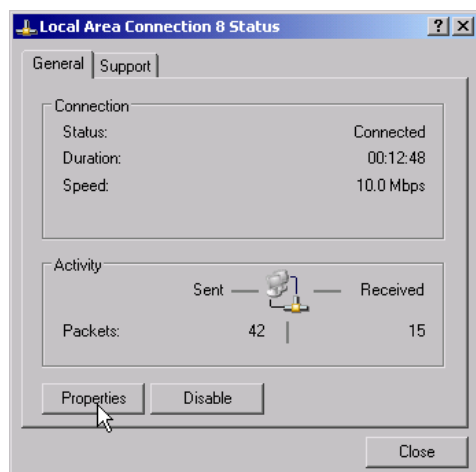 Local Area Connection 8 Status
General Support
Connection
Status: Connected
Duration: 00:12:48
Speed: 10.0 Mbps
Activity
Sent Received
Packets: 42 15
Properties Disable
Close